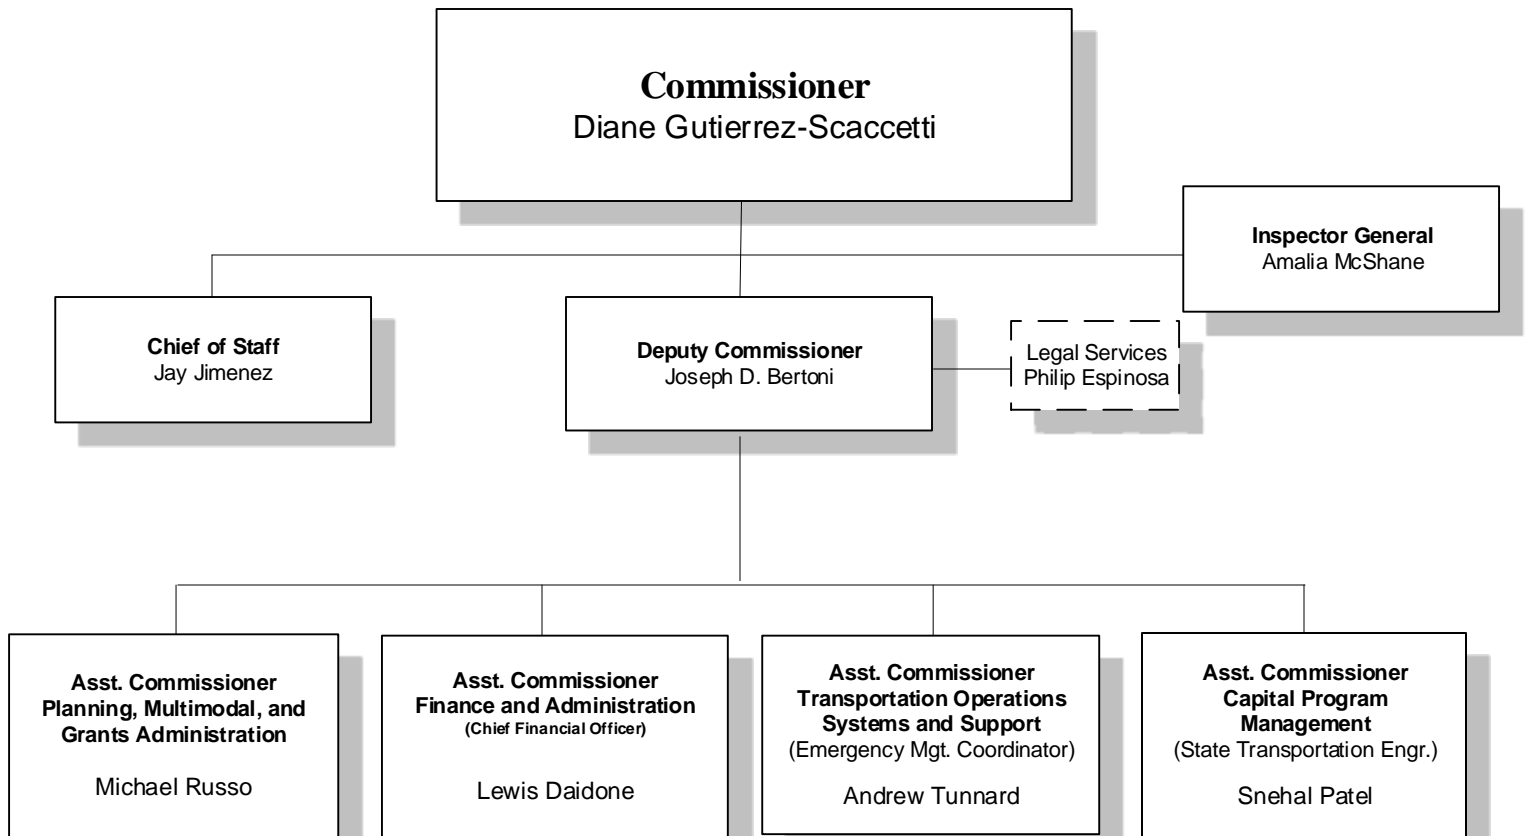 Commissioner
Diane Gutierrez-Scaccetti
Inspector General
Amalia McShane
Chief of Staff
Jay Jimenez
Deputy Commissioner
Joseph D. Bertoni
Legal Services
Philip Espinosa
Asst. Commissioner
Planning, Multimodal, and
Grants Administration
Michael Russo
Asst. Commissioner
Finance and Administration
(Chief Financial Officer)
Lewis Daidone
Asst. Commissioner
Transportation Operations
Systems and Support
(Emergency Mgt. Coordinator)
Andrew Tunnard
Asst. Commissioner
Capital Program
Management
(State Transportation Engr.)
Snehal Patel